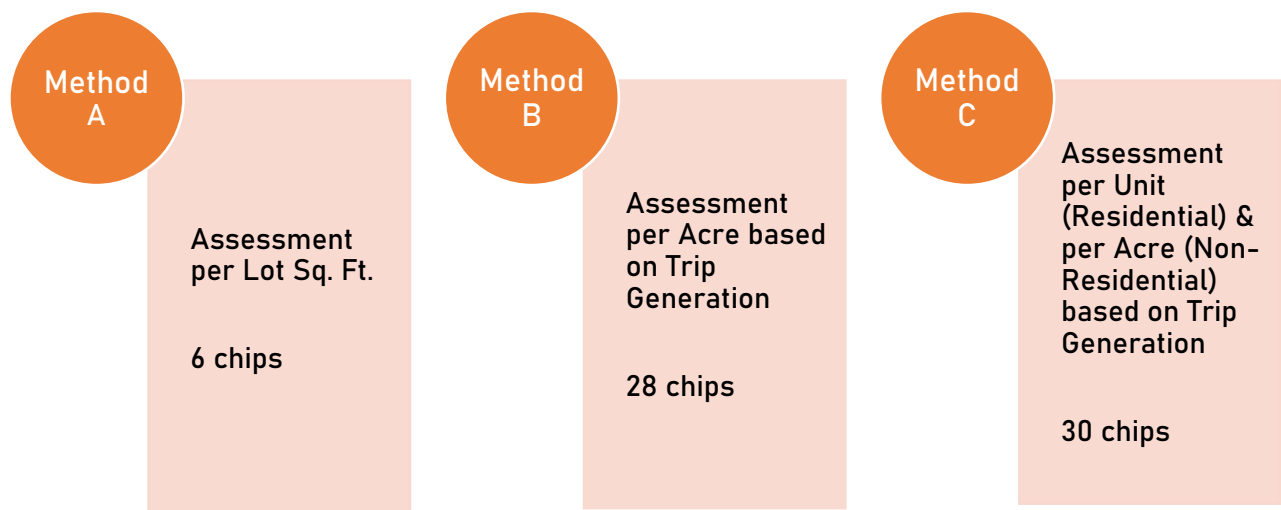 Method
A
Assessment
per Lot Sq. Ft.
6 chips
Method
B
Assessment
per Acre based
on Trip
Generation
28 chips
Method
C
Assessment
per Unit
(Residential) &
per Acre (Non-
Residential)
based on Trip
Generation
30 chips